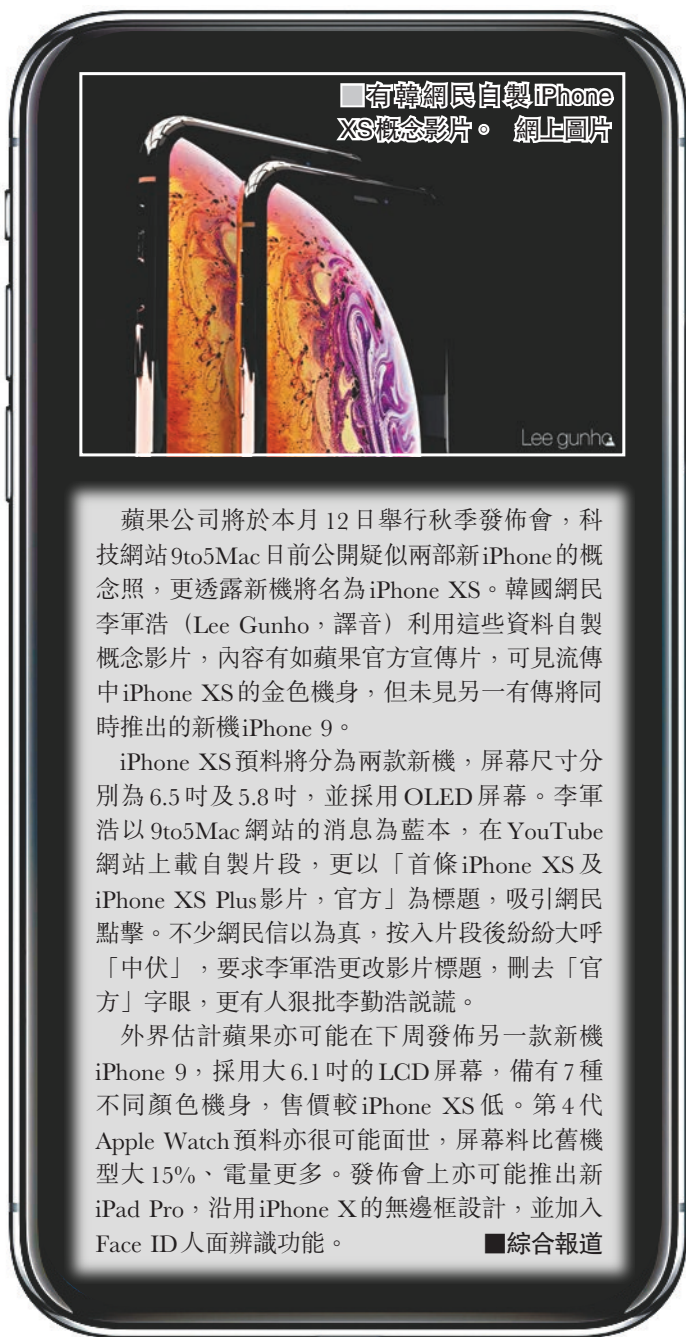 ■有韓網民自製iPhone
XS概念影片。 網上圖片
Lee gunho
蘋果公司將於本月12日舉行秋季發佈會，科
技網站9to5Mac日前公開疑似兩部新iPhone的概
念照，更透露新機將名為iPhone XS。韓國網民
李軍浩（Lee Gunho，譯音）利用這些資料自製
概念影片，內容有如蘋果官方宣傳片，可見流傳
中iPhone XS的金色機身，但未見另一有傳將同
時推出的新機iPhone 9。
iPhone XS預料將分為兩款新機，屏幕尺寸分
別為6.5吋及5.8吋，並採用OLED屏幕。李軍
浩以9to5Mac網站的消息為藍本，在YouTube
網站上載自製片段，更以「首條iPhone XS及
iPhone XS Plus影片，官方」為標題，吸引網民
點擊。不少網民信以為真，按入片段後紛紛大呼
「中伏」，要求李軍浩更改影片標題，刪去「官
方」字眼，更有人狠批李勤浩說謊。
外界估計蘋果亦可能在下周發佈另一款新機
iPhone 9，採用大6.1吋的LCD屏幕，備有7種
不同顏色機身，售價較iPhone XS低。第4代
Apple Watch預料亦很可能面世，屏幕料比舊機
型大15%、電量更多。發佈會上亦可能推出新
iPad Pro，沿用iPhone X的無邊框設計，並加入
Face ID人面辨識功能。 ■綜合報道